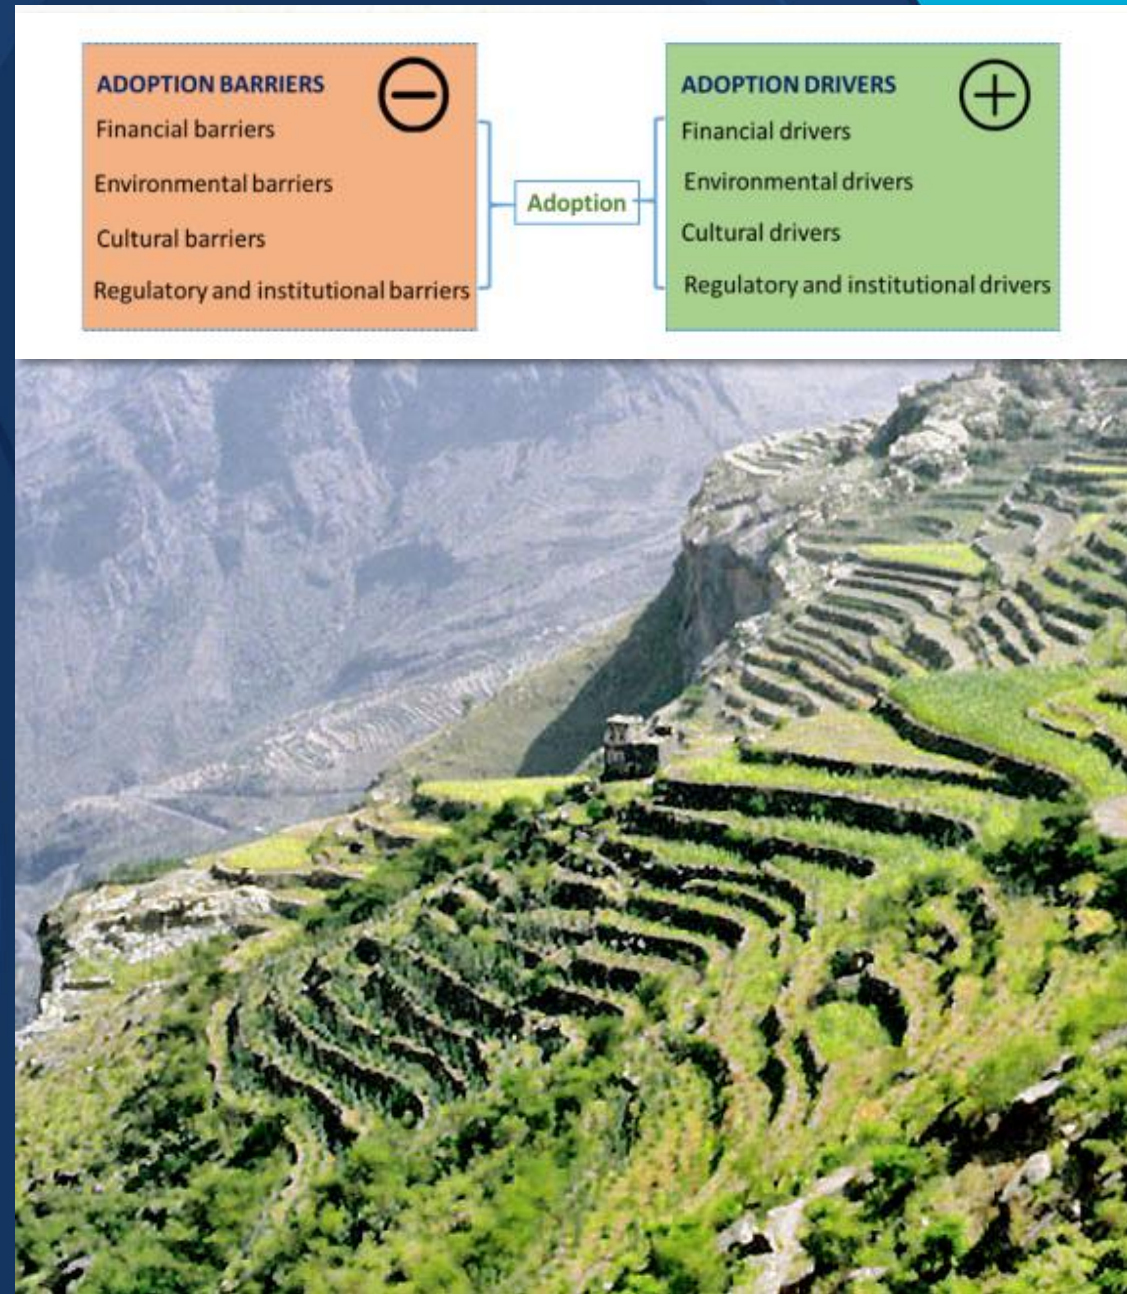 ADOPTION BARRIERS
Financial barriers
Environmental barriers
Cultural barriers
Regulatory and institutional barriers
Adoption
ADOPTION DRIVERS
Financial drivers
Environmental drivers
Cultural drivers
Regulatory and institutional drivers